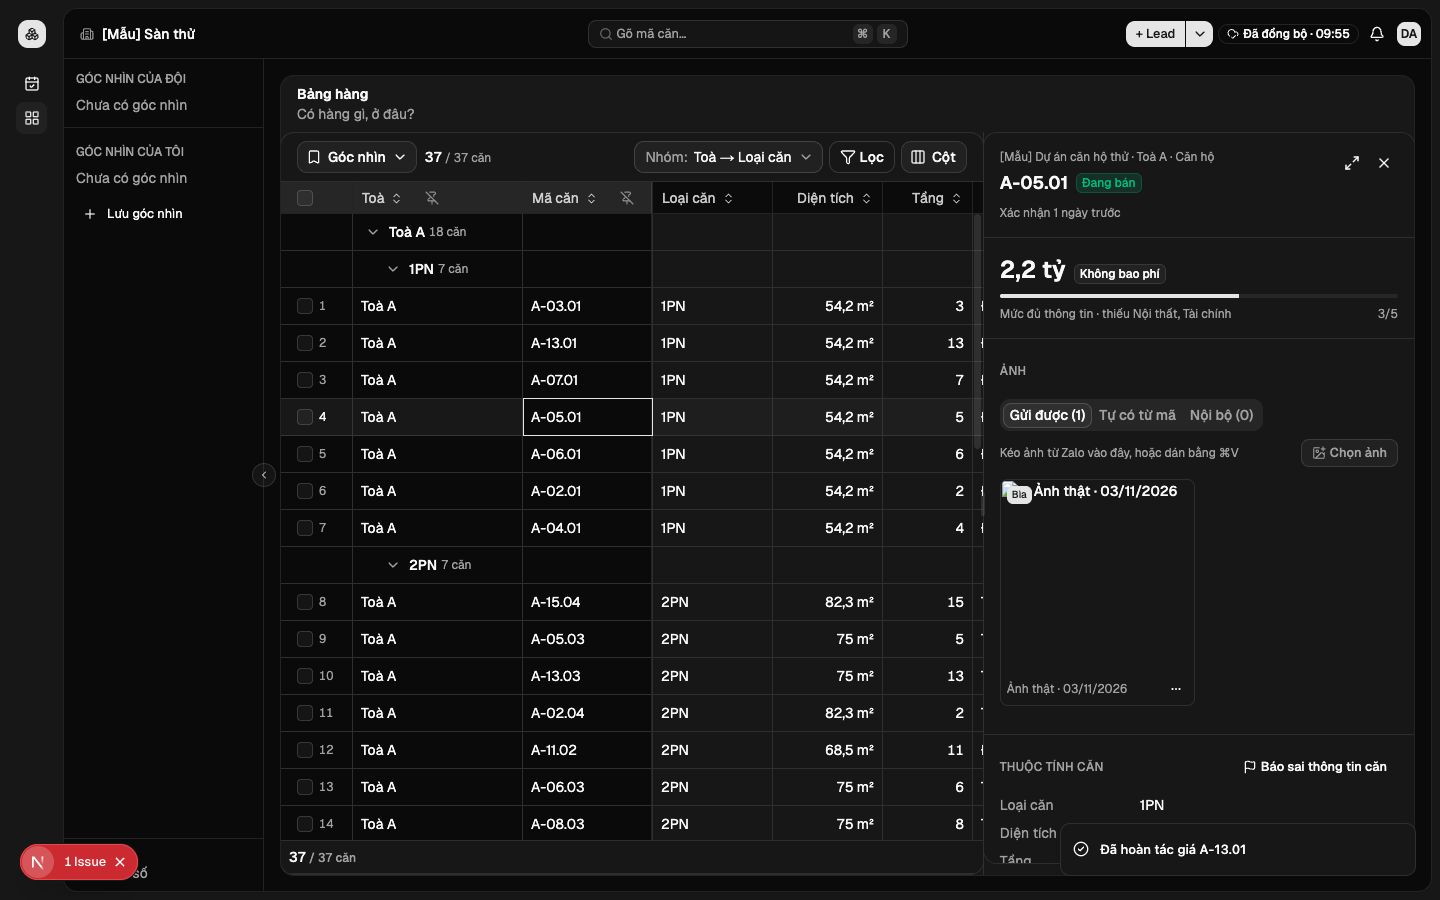 [Mẫu] Sàn thử
Gõ mã căn...
⌘ K
+ Lead
Đã đồng bộ · 09:55
DA
GÓC NHÌN CỦA ĐỘI
Chưa có góc nhìn
GÓC NHÌN CỦA TÔI
Chưa có góc nhìn
+ Lưu góc nhìn
Bảng hàng
Có hàng gì, ở đâu?
Góc nhìn
37 / 37 căn
Nhóm: Toà → Loại căn
Lọc
Cột
Toà Mã căn Loại căn Diện tích Tầng
Toà A 18 căn
1PN 7 căn
1 Toà A A-03.01 1PN 54,2 m² 3
2 Toà A A-13.01 1PN 54,2 m² 13
3 Toà A A-07.01 1PN 54,2 m² 7
4 Toà A A-05.01 1PN 54,2 m² 5
5 Toà A A-06.01 1PN 54,2 m² 6
6 Toà A A-02.01 1PN 54,2 m² 2
7 Toà A A-04.01 1PN 54,2 m² 4
2PN 7 căn
8 Toà A A-15.04 2PN 82,3 m² 15
9 Toà A A-05.03 2PN 75 m² 5
10 Toà A A-13.03 2PN 75 m² 13
11 Toà A A-02.04 2PN 82,3 m² 2
12 Toà A A-11.02 2PN 68,5 m² 11
13 Toà A A-06.03 2PN 75 m² 6
14 Toà A A-08.03 2PN 75 m² 8
37 / 37 căn
[Mẫu] Dự án căn hộ thử · Toà A · Căn hộ
A-05.01 Đang bán
Xác nhận 1 ngày trước
2,2 tỷ Không bao phí
Mức đủ thông tin · thiếu Nội thất, Tài chính 3/5
ẢNH
Gửi được (1) Tự có từ mã Nội bộ (0)
Kéo ảnh từ Zalo vào đây, hoặc dán bằng ⌘V
Chọn ảnh
Bìa
Ảnh thật · 03/11/2026
Ảnh thật · 03/11/2026
THUỘC TÍNH CĂN
Báo sai thông tin căn
Loại căn 1PN
Diện tích
Tầng
Đã hoàn tác giá A-13.01
N 1 Issue
số